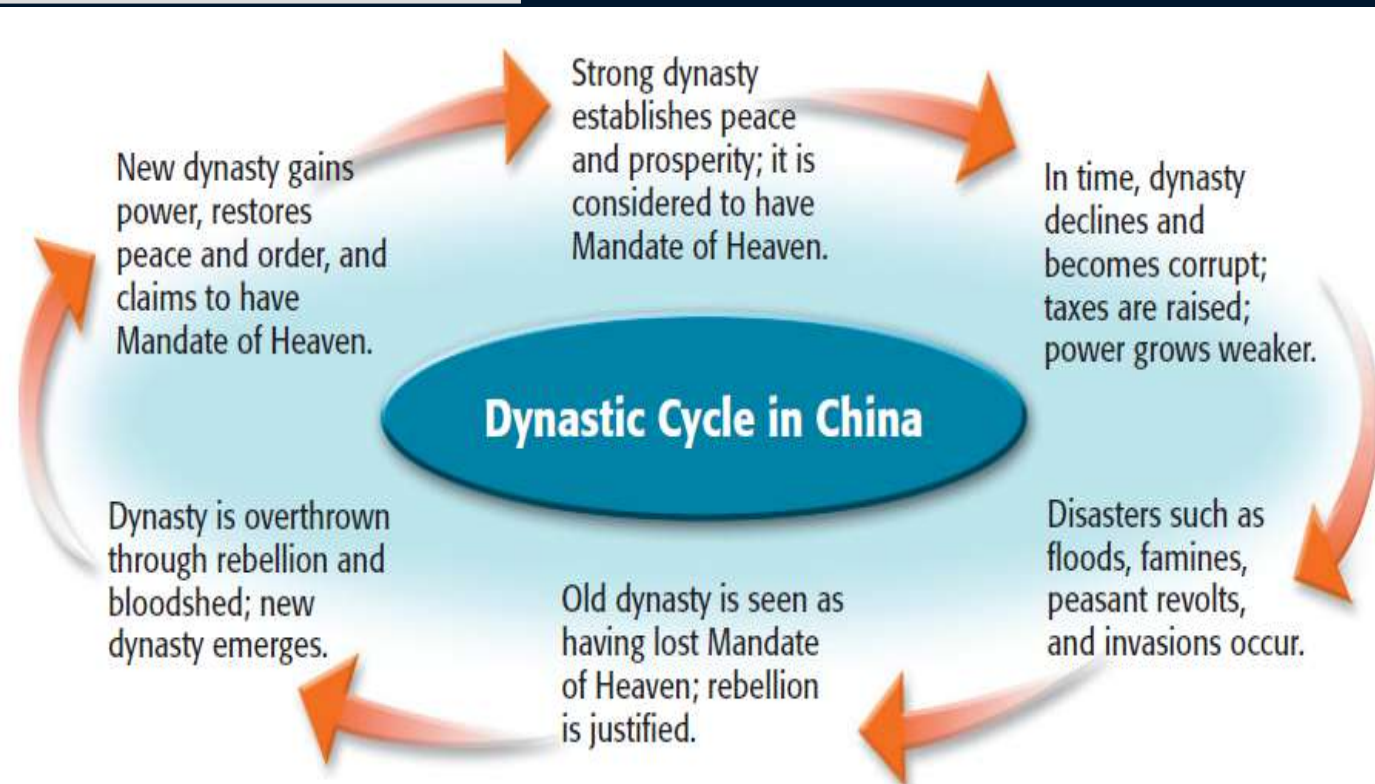 Strong dynasty
establishes peace
and prosperity; it is
considered to have
Mandate of Heaven.
In time, dynasty
declines and
becomes corrupt;
taxes are raised;
power grows weaker.
Disasters such as
floods, famines,
peasant revolts,
and invasions occur.
Old dynasty is seen as
having lost Mandate
of Heaven; rebellion
is justified.
Dynasty is overthrown
through rebellion and
bloodshed; new
dynasty emerges.
New dynasty gains
power, restores
peace and order, and
claims to have
Mandate of Heaven.
Dynastic Cycle in China